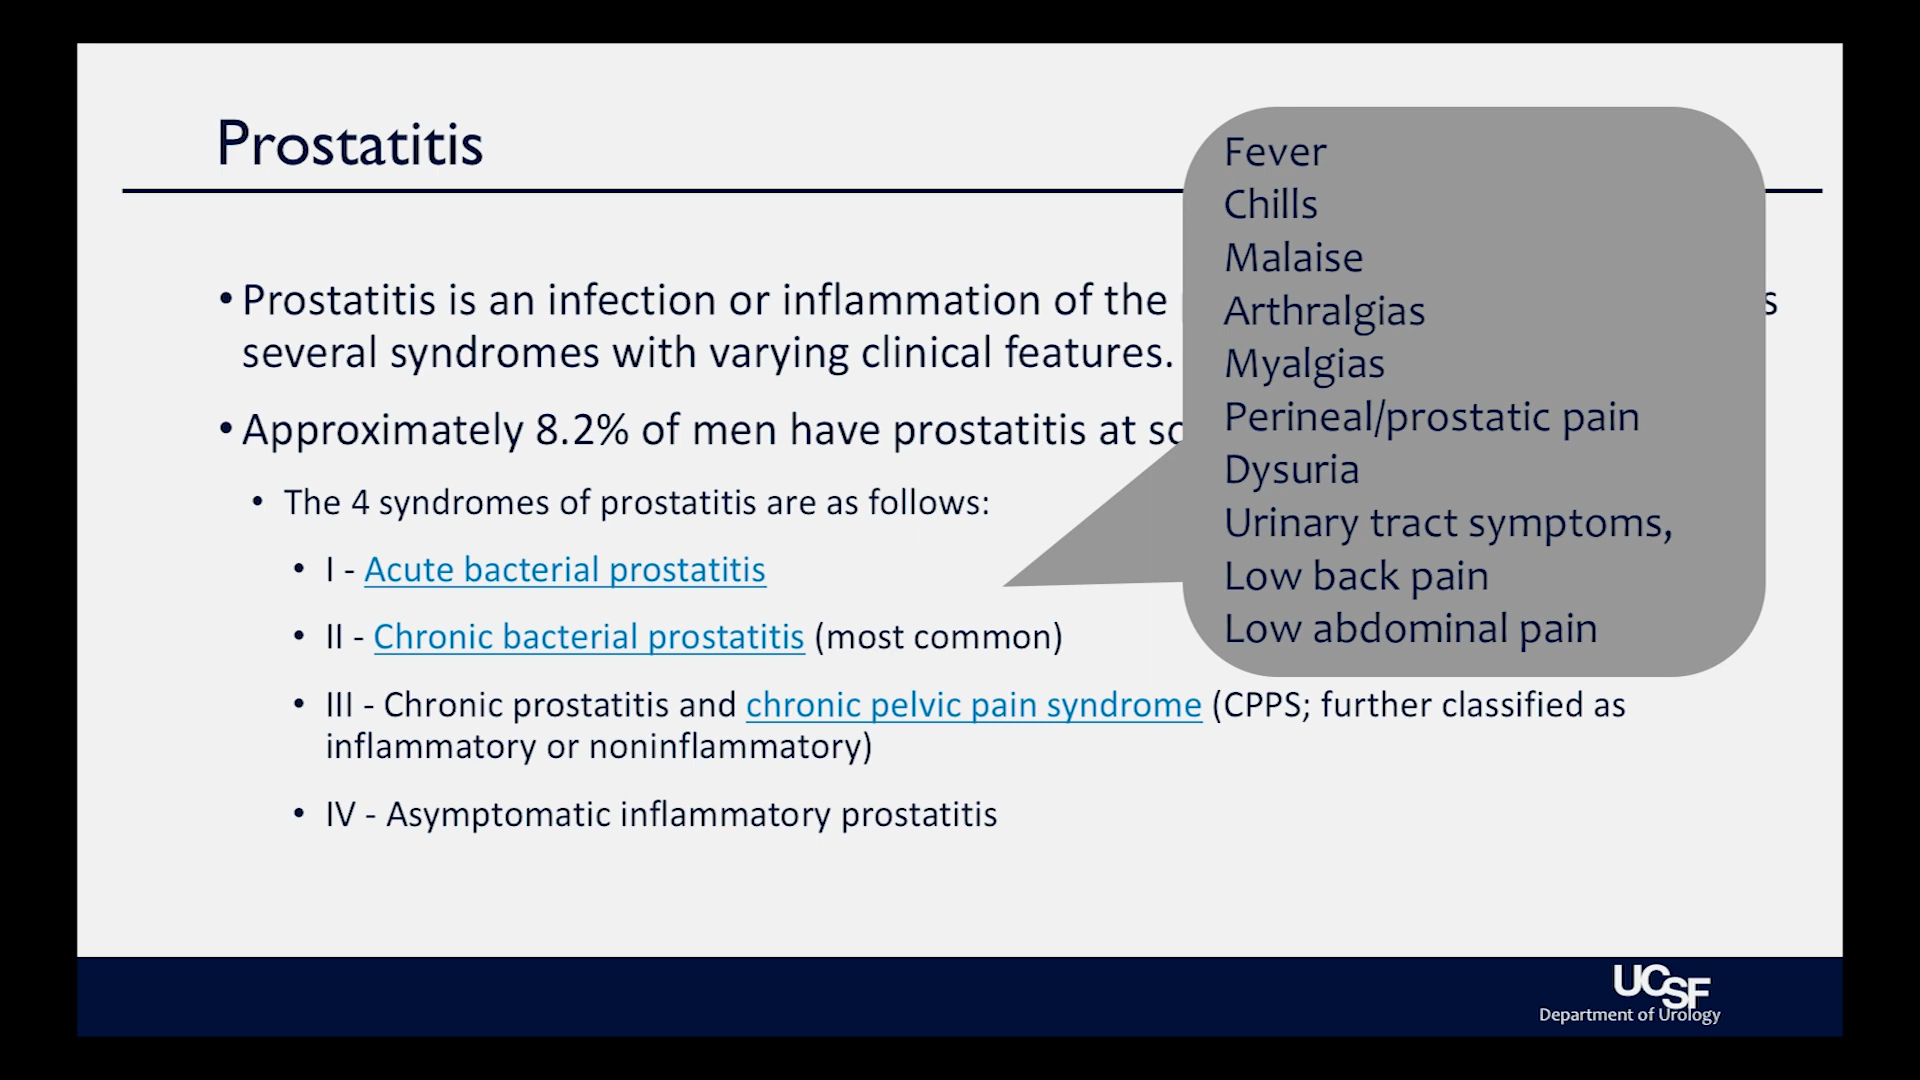 Prostatitis
• Prostatitis is an infection or inflammation of the
several syndromes with varying clinical features.
• Approximately 8.2% of men have prostatitis at
• The 4 syndromes of prostatitis are as follows:
• I - Acute bacterial prostatitis
• II - Chronic bacterial prostatitis (most common)
• III - Chronic prostatitis and chronic pelvic pain syndrome (CPPS; further classified as
inflammatory or noninflammatory)
• IV - Asymptomatic inflammatory prostatitis
Fever
Chills
Malaise
Arthralgias
Myalgias
Perineal/prostatic pain
Dysuria
Urinary tract symptoms,
Low back pain
Low abdominal pain
UCSF
Department of Urology